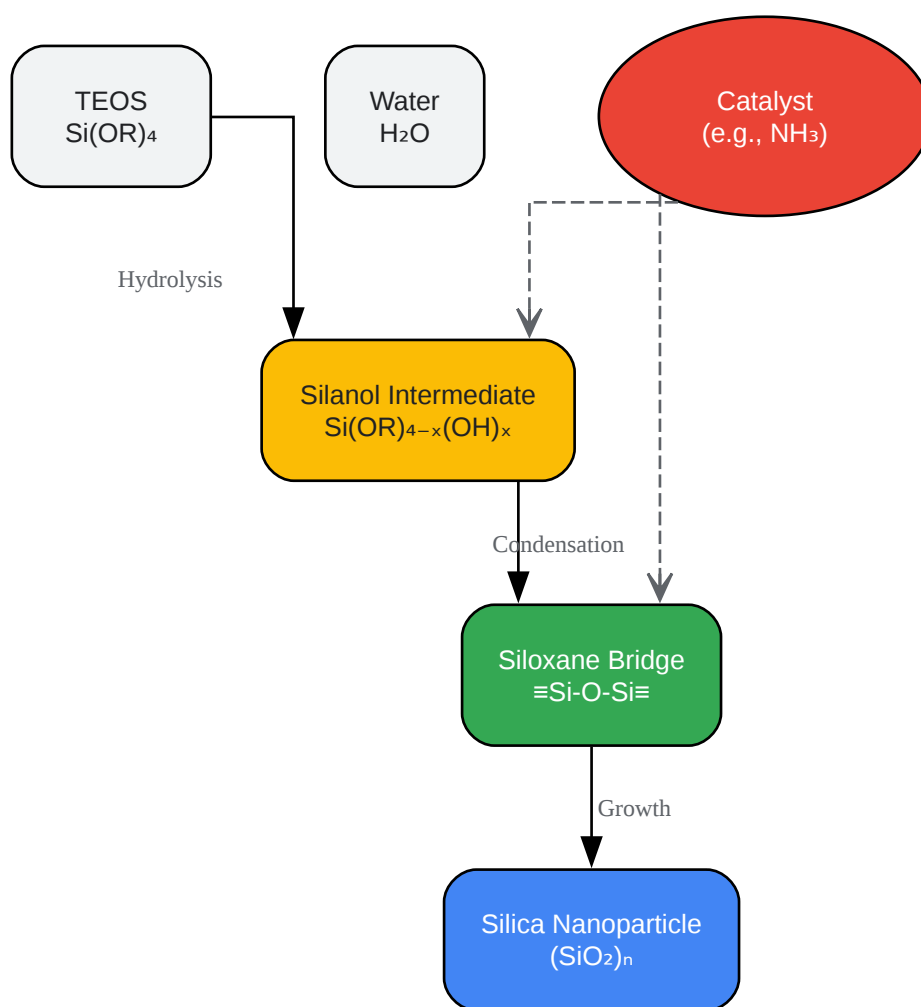 TEOS
Si(OR)₄
Water
H₂O
Catalyst
(e.g., NH₃)
Hydrolysis
Silanol Intermediate
Si(OR)₄₋ₓ(OH)ₓ
Condensation
Siloxane Bridge
≡Si-O-Si≡
Growth
Silica Nanoparticle
(SiO₂)ₙ